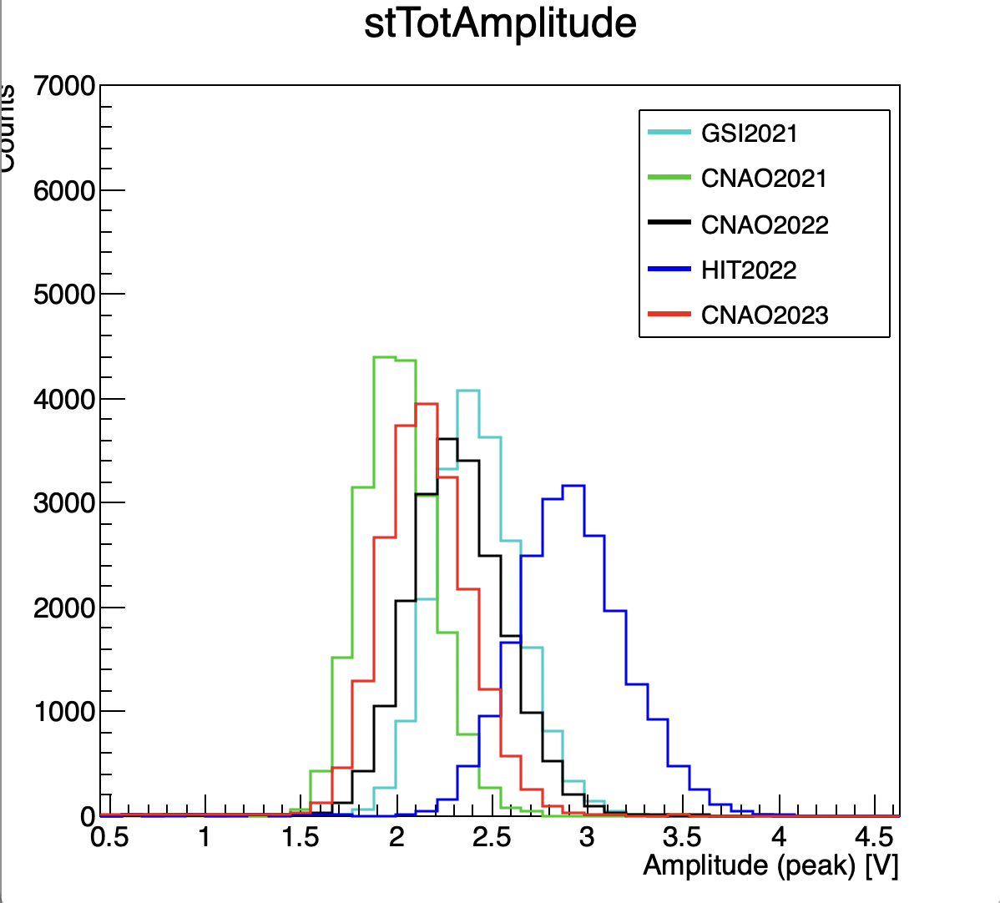 stTotAmplitude
Counts
7000
6000
5000
4000
3000
2000
1000
0
GSI2021
CNAO2021
CNAO2022
HIT2022
CNAO2023
0.5 1 1.5 2 2.5 3 3.5 4 4.5
Amplitude (peak) [V]